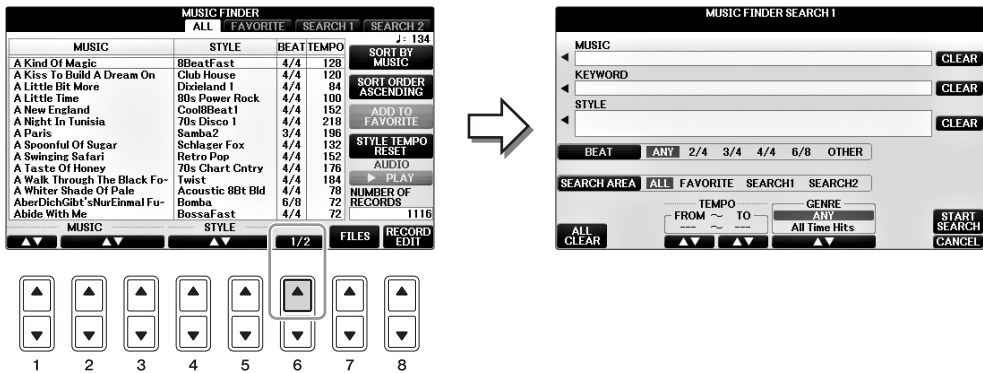 MUSIC FINDER
ALL FAVORITE SEARCH 1 SEARCH 2
♩: 134
MUSIC STYLE BEAT TEMPO
A Kind Of Magic 8BeatFast 4/4 128
A Kiss To Build A Dream On Club House 4/4 120
A Little Bit More Dixieland 1 4/4 84
A Little Time 80s Power Rock 4/4 100
A New England Cool8Beat1 4/4 152
A Night In Tunisia 70s Disco 1 4/4 218
A Paris Samba2 3/4 196
A Spoonful Of Sugar Schlager Fox 4/4 132
A Swinging Safari Retro Pop 4/4 152
A Taste Of Honey 70s Chart Cntry 4/4 176
A Walk Through The Black Fo~ Twist 4/4 184
A Whiter Shade Of Pale Acoustic 8Bt Bld 4/4 78
AberDichGibt'sNurEinmal Fu~ Bomba 6/8 72
Abide With Me BossaFast 4/4 72
SORT BY
MUSIC
SORT ORDER
ASCENDING
ADD TO
FAVORITE
STYLE TEMPO
RESET
AUDIO
▶ PLAY
NUMBER OF
RECORDS
1116
MUSIC STYLE
▲▼ ▲▼ ▲▼ 1/2 FILES RECORD
EDIT
1 2 3 4 5 6 7 8
MUSIC FINDER SEARCH 1
MUSIC
CLEAR
KEYWORD
CLEAR
STYLE
CLEAR
BEAT ANY 2/4 3/4 4/4 6/8 OTHER
SEARCH AREA ALL FAVORITE SEARCH1 SEARCH2
TEMPO GENRE
FROM ~ TO ANY
--- ~ --- All Time Hits
ALL
CLEAR
▲▼ ▲▼ ▲▼
START
SEARCH
CANCEL